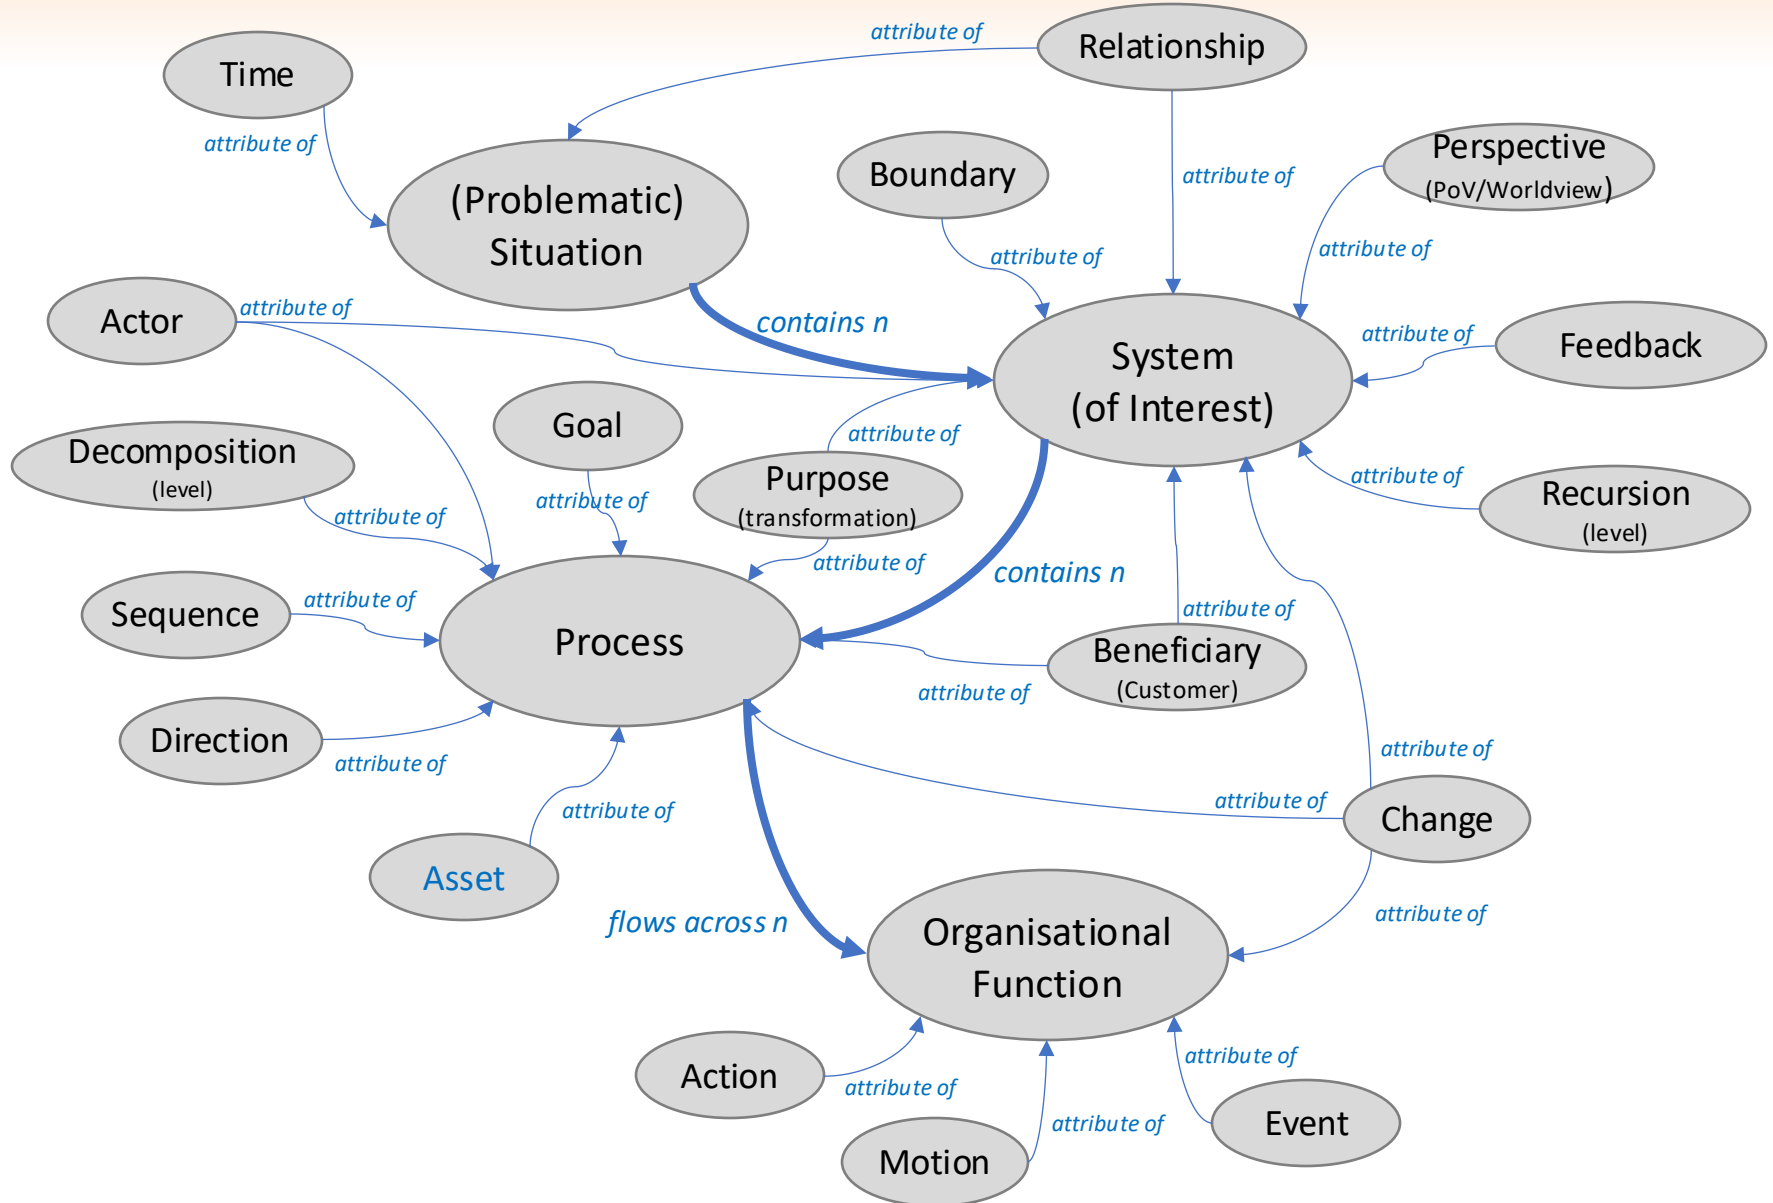 attribute of
Relationship
Time
attribute of
(Problematic)
Situation
Boundary
attribute of
Perspective
(PoV/Worldview)
attribute of
attribute of
Actor
attribute of
contains n
System
(of Interest)
attribute of
Feedback
Goal
attribute of
Decomposition
(level)
attribute of
Purpose
(transformation)
attribute of
attribute of
attribute of
Recursion
(level)
contains n
Sequence
attribute of
Process
attribute of
Beneficiary
(Customer)
attribute of
Direction
attribute of
attribute of
attribute of
attribute of
Change
Asset
flows across n
Organisational
Function
attribute of
Action
attribute of
attribute of
Event
Motion
attribute of